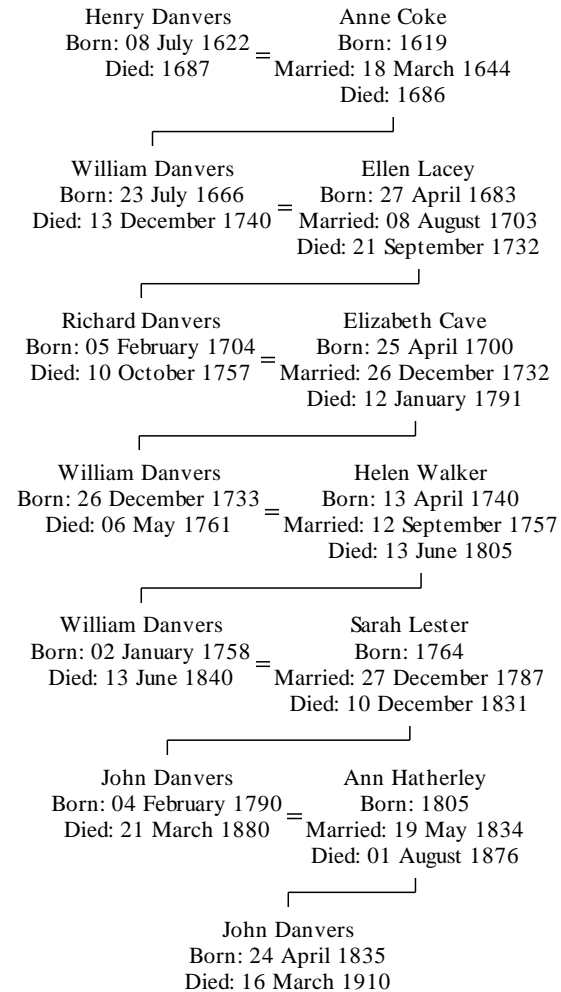 Henry Danvers
Born: 08 July 1622
Died: 1687
=
Anne Coke
Born: 1619
Married: 18 March 1644
Died: 1686
William Danvers
Born: 23 July 1666
Died: 13 December 1740
=
Ellen Lacey
Born: 27 April 1683
Married: 08 August 1703
Died: 21 September 1732
Richard Danvers
Born: 05 February 1704
Died: 10 October 1757
=
Elizabeth Cave
Born: 25 April 1700
Married: 26 December 1732
Died: 12 January 1791
William Danvers
Born: 26 December 1733
Died: 06 May 1761
=
Helen Walker
Born: 13 April 1740
Married: 12 September 1757
Died: 13 June 1805
William Danvers
Born: 02 January 1758
Died: 13 June 1840
=
Sarah Lester
Born: 1764
Married: 27 December 1787
Died: 10 December 1831
John Danvers
Born: 04 February 1790
Died: 21 March 1880
=
Ann Hatherley
Born: 1805
Married: 19 May 1834
Died: 01 August 1876
John Danvers
Born: 24 April 1835
Died: 16 March 1910